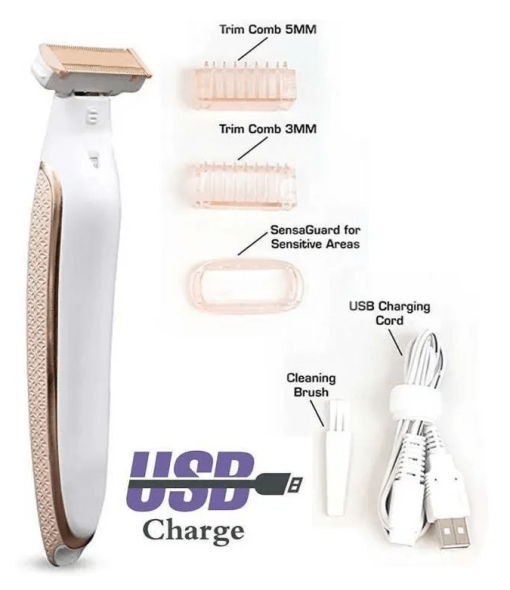 Trim Comb 5MM
Trim Comb 3MM
SensaGuard for
Sensitive Areas
USB Charging
Cord
Cleaning
Brush
USB
Charge